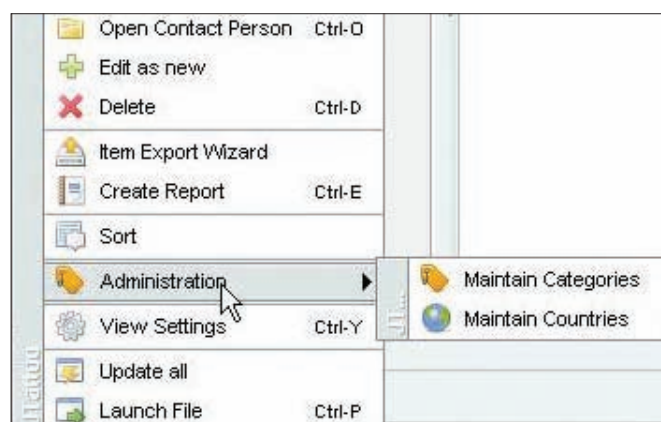 Open Contact Person Ctrl-O
Edit as new
Delete Ctrl-D
Item Export Wizard
Create Report Ctrl-E
Sort
Administration
Maintain Categories
Maintain Countries
View Settings Ctrl-Y
Update all
Launch File Ctrl-P